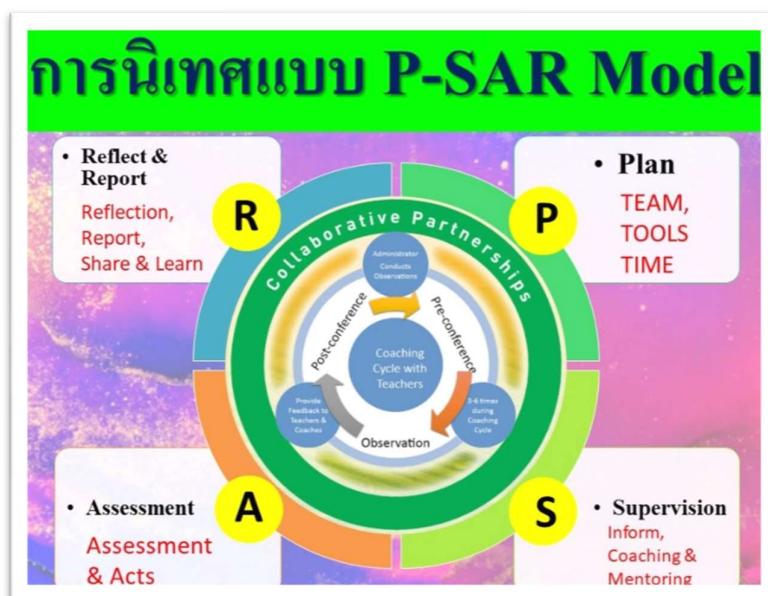 การนิเทศแบบ P-SAR Model
• Reflect &
Report
Reflection,
Report,
Share & Learn
R
P
• Plan
TEAM,
TOOLS
TIME
Collaborative Partnerships
Administrator
Conducts
Observations
Post-conference
Pre-conference
Coaching
Cycle with
Teachers
Provide
Feedback to
Teachers &
Coaches
3-6 times
during
Coaching
Cycle
Observation
• Assessment
Assessment
& Acts
A
S
• Supervision
Inform,
Coaching &
Mentoring